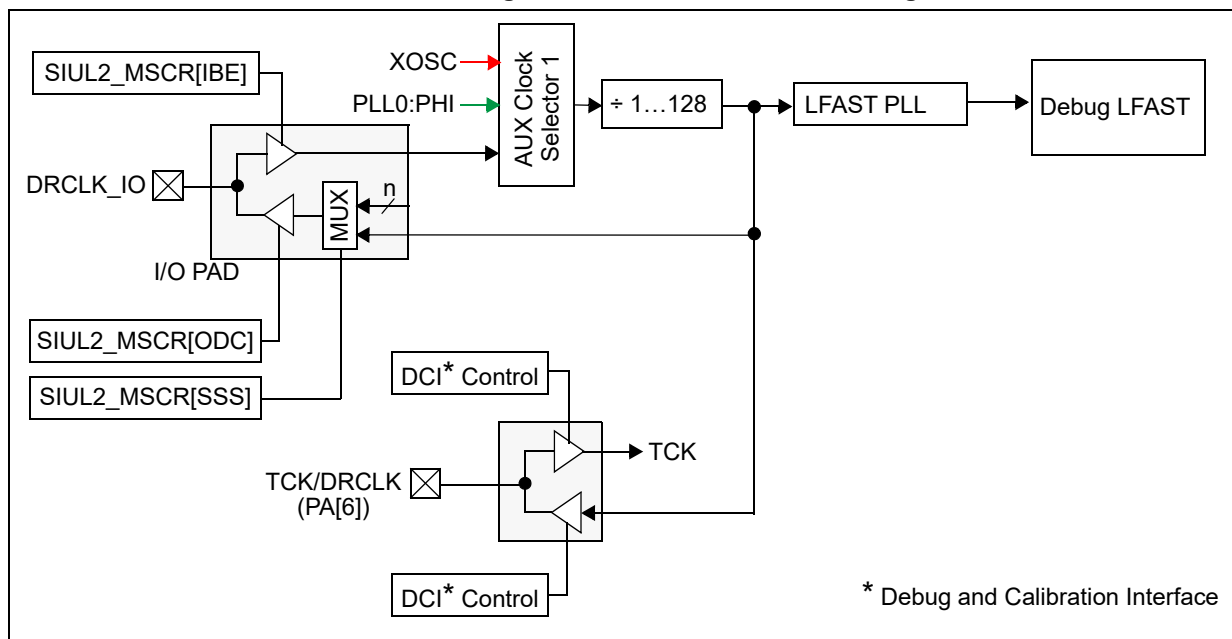 SIUL2_MSCR[IBE]
XOSC
PLL0:PHI
AUX Clock
Selector 1
÷ 1…128
LFAST PLL
Debug LFAST
DRCLK_IO
n
MUX
I/O PAD
SIUL2_MSCR[ODC]
SIUL2_MSCR[SSS]
DCI* Control
TCK
TCK/DRCLK
(PA[6])
DCI* Control
* Debug and Calibration Interface